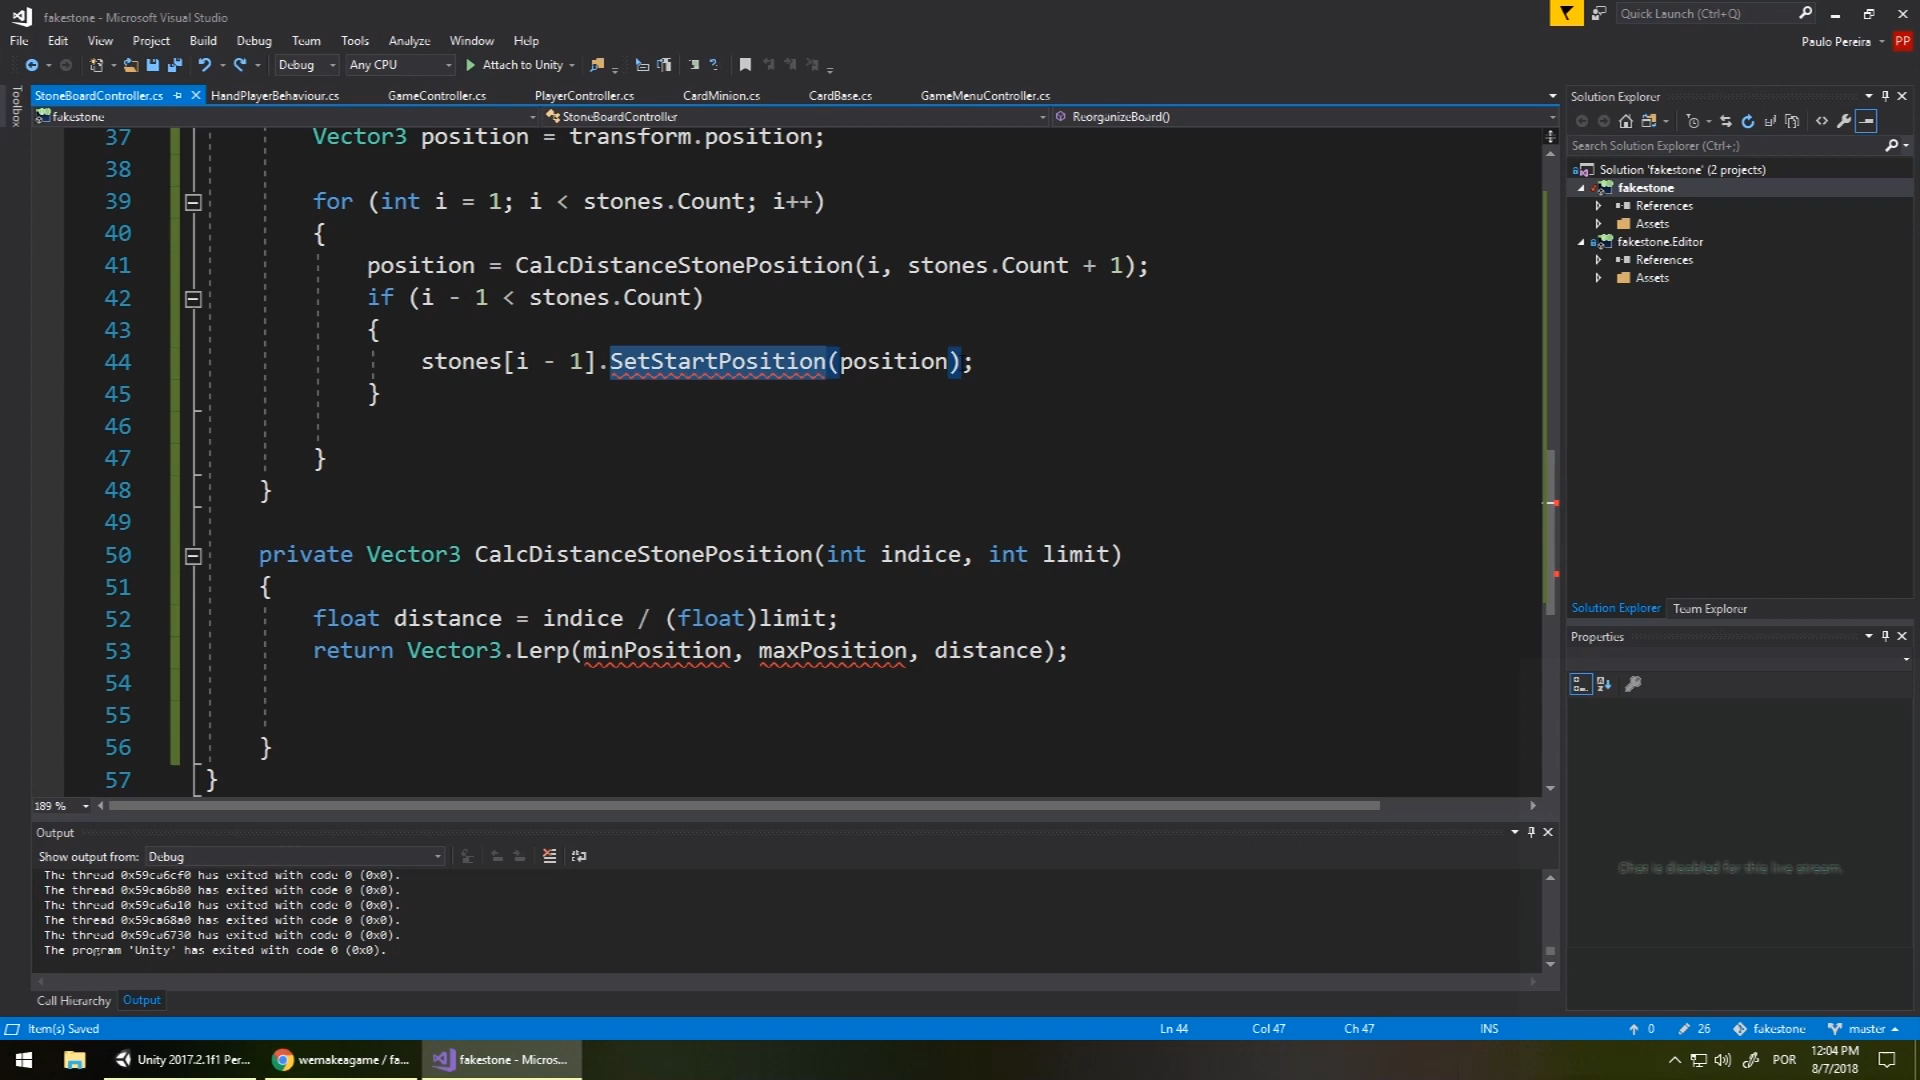 fakestone - Microsoft Visual Studio
Quick Launch (Ctrl+Q)
File Edit View Project Build Debug Team Tools Analyze Window Help
Paulo Pereira PP
Debug Any CPU Attach to Unity
Toolbox
StoneBoardController.cs HandPlayerBehaviour.cs GameController.cs PlayerController.cs CardMinion.cs CardBase.cs GameMenuController.cs
fakestone StoneBoardController ReorganizeBoard()
37 Vector3 position = transform.position;
38
39 for (int i = 1; i < stones.Count; i++)
40 {
41 position = CalcDistanceStonePosition(i, stones.Count + 1);
42 if (i - 1 < stones.Count)
43 {
44 stones[i - 1].SetStartPosition(position);
45 }
46
47 }
48 }
49
50 private Vector3 CalcDistanceStonePosition(int indice, int limit)
51 {
52 float distance = indice / (float)limit;
53 return Vector3.Lerp(minPosition, maxPosition, distance);
54
55
56 }
57 }
189 %
Solution Explorer
Search Solution Explorer (Ctrl+;)
Solution 'fakestone' (2 projects)
fakestone
References
Assets
fakestone.Editor
References
Assets
Solution Explorer Team Explorer
Properties
Chat is disabled for this live stream.
Output
Show output from: Debug
The thread 0x59ca6cf0 has exited with code 0 (0x0).
The thread 0x59ca6b80 has exited with code 0 (0x0).
The thread 0x59ca6a10 has exited with code 0 (0x0).
The thread 0x59ca68a0 has exited with code 0 (0x0).
The thread 0x59ca6730 has exited with code 0 (0x0).
The program 'Unity' has exited with code 0 (0x0).
Call Hierarchy Output
Item(s) Saved Ln 44 Col 47 Ch 47 INS 0 26 fakestone master
Unity 2017.2.1f1 Per... wemakeagame / fa... fakestone - Micros... POR 12:04 PM
8/7/2018